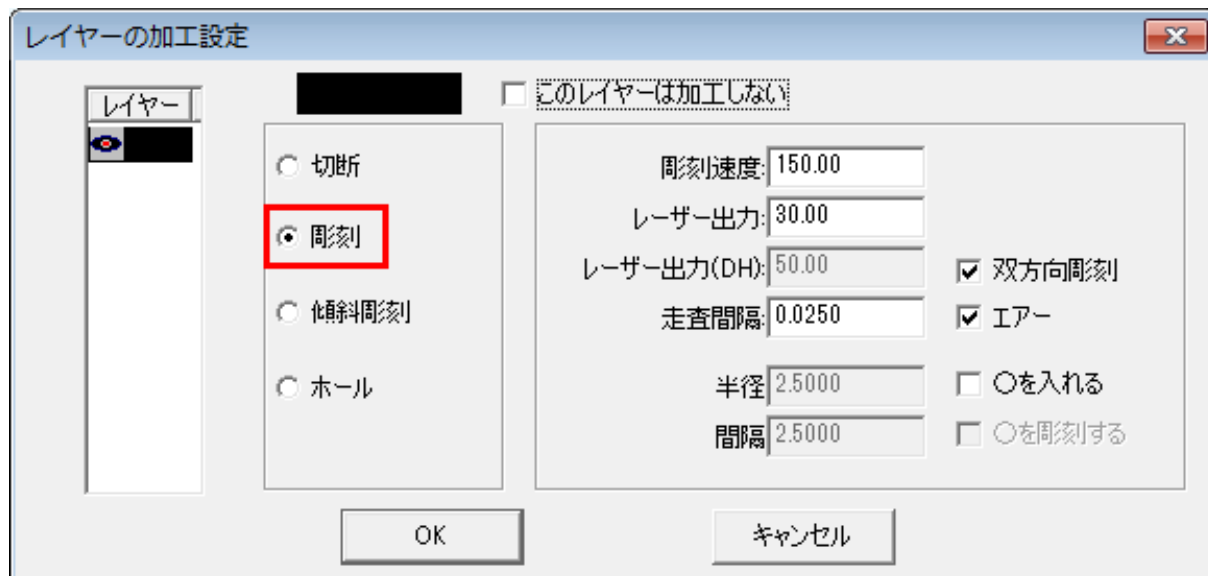 レイヤーの加工設定
レイヤー
このレイヤーは加工しない
切断
彫刻
傾斜彫刻
ホール
彫刻速度: 150.00
レーザー出力: 30.00
レーザー出力(DH): 50.00
双方向彫刻
走査間隔: 0.0250
エアー
半径 2.5000
〇を入れる
間隔 2.5000
〇を彫刻する
OK
キャンセル